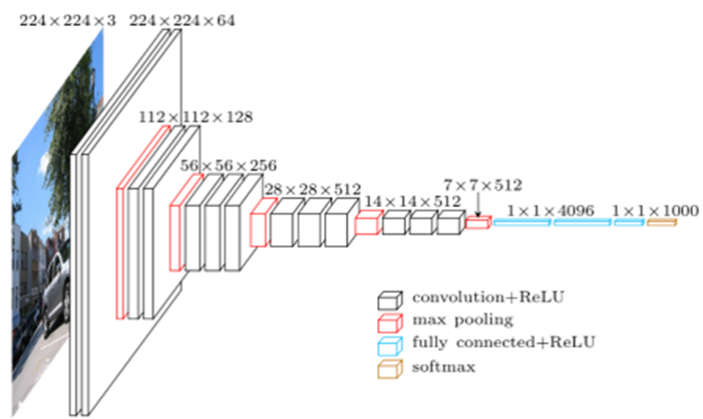 224×224×3
224×224×64
112×112×128
56×56×256
28×28×512
14×14×512
7×7×512
1×1×4096
1×1×1000
convolution+ReLU
max pooling
fully connected+ReLU
softmax